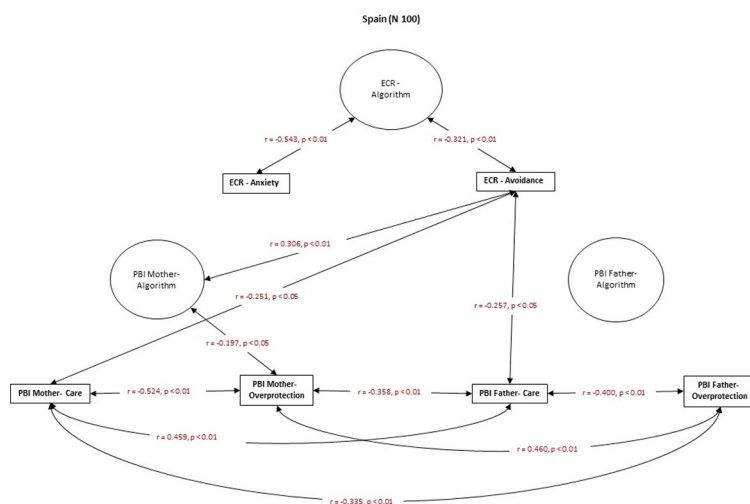 Spain (N 100)
ECR -
Algorithm
r = -0.543, p < 0.01
r = -0.321, p < 0.01
ECR - Anxiety
ECR - Avoidance
r = 0.306, p < 0.01
PBI Mother-
Algorithm
PBI Father-
Algorithm
r = -0.251, p < 0.05
r = -0.257, p < 0.05
r = -0.197, p < 0.05
PBI Mother- Care
r = -0.524, p < 0.01
PBI Mother-
Overprotection
r = -0.358, p < 0.01
PBI Father- Care
r = -0.400, p < 0.01
PBI Father-
Overprotection
r = 0.459, p < 0.01
r = 0.460, p < 0.01
r = -0.335, p < 0.01